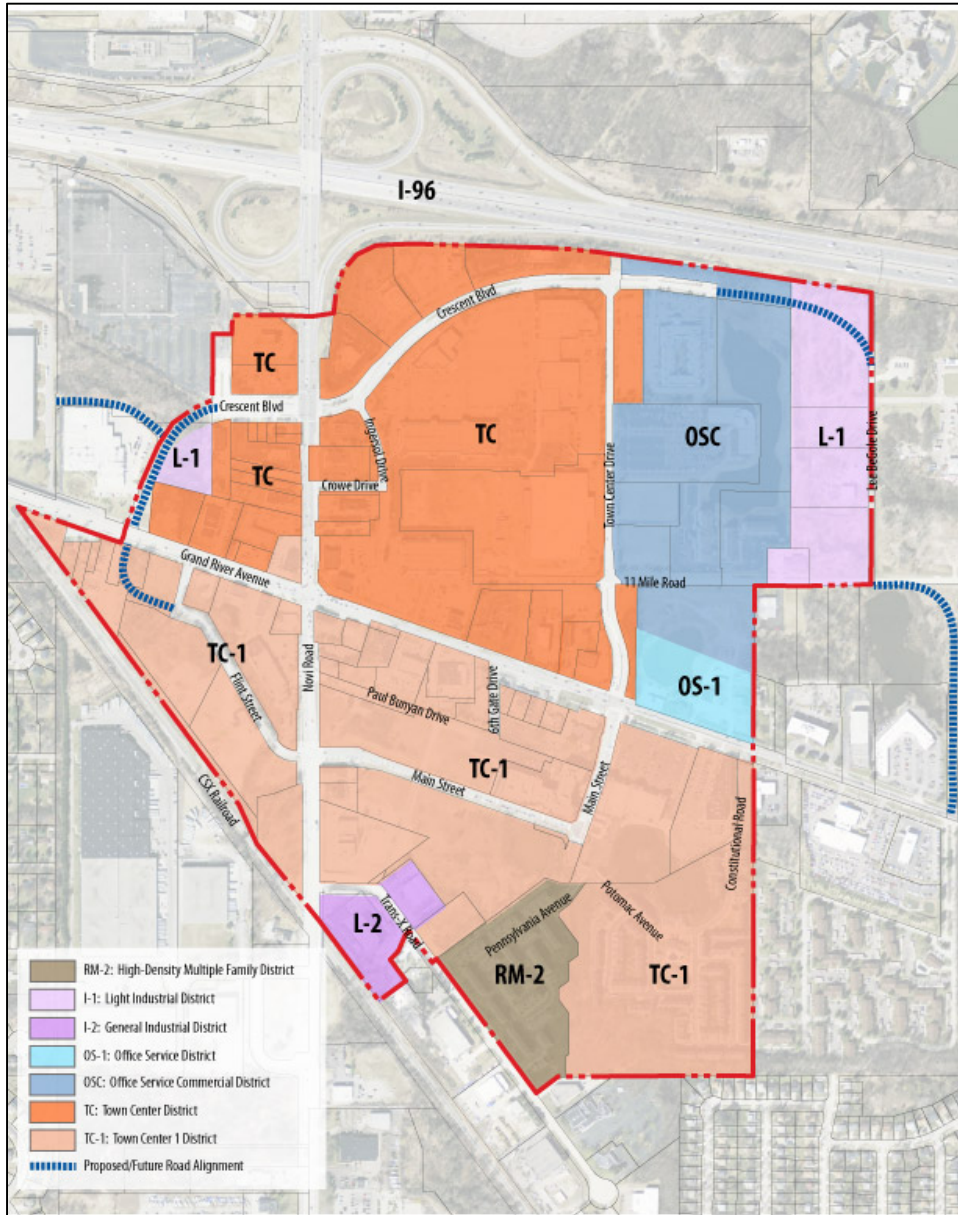 I-96
Crescent Blvd
TC
Crescent Blvd
Ingersol Drive
TC
OSC
L-1
L-1
TC
Crowe Drive
Town Center Drive
Lee BeGole Drive
Grand River Avenue
11 Mile Road
TC-1
Flint Street
Novi Road
Paul Bunyan Drive
6th Gate Drive
OS-1
TC-1
Main Street
Main Street
CSX Railroad
Constitutional Road
L-2
Trans-X Road
Pennsylvania Avenue
Potomac Avenue
RM-2
TC-1
RM-2: High-Density Multiple Family District
I-1: Light Industrial District
I-2: General Industrial District
OS-1: Office Service District
OSC: Office Service Commercial District
TC: Town Center District
TC-1: Town Center 1 District
Proposed/Future Road Alignment